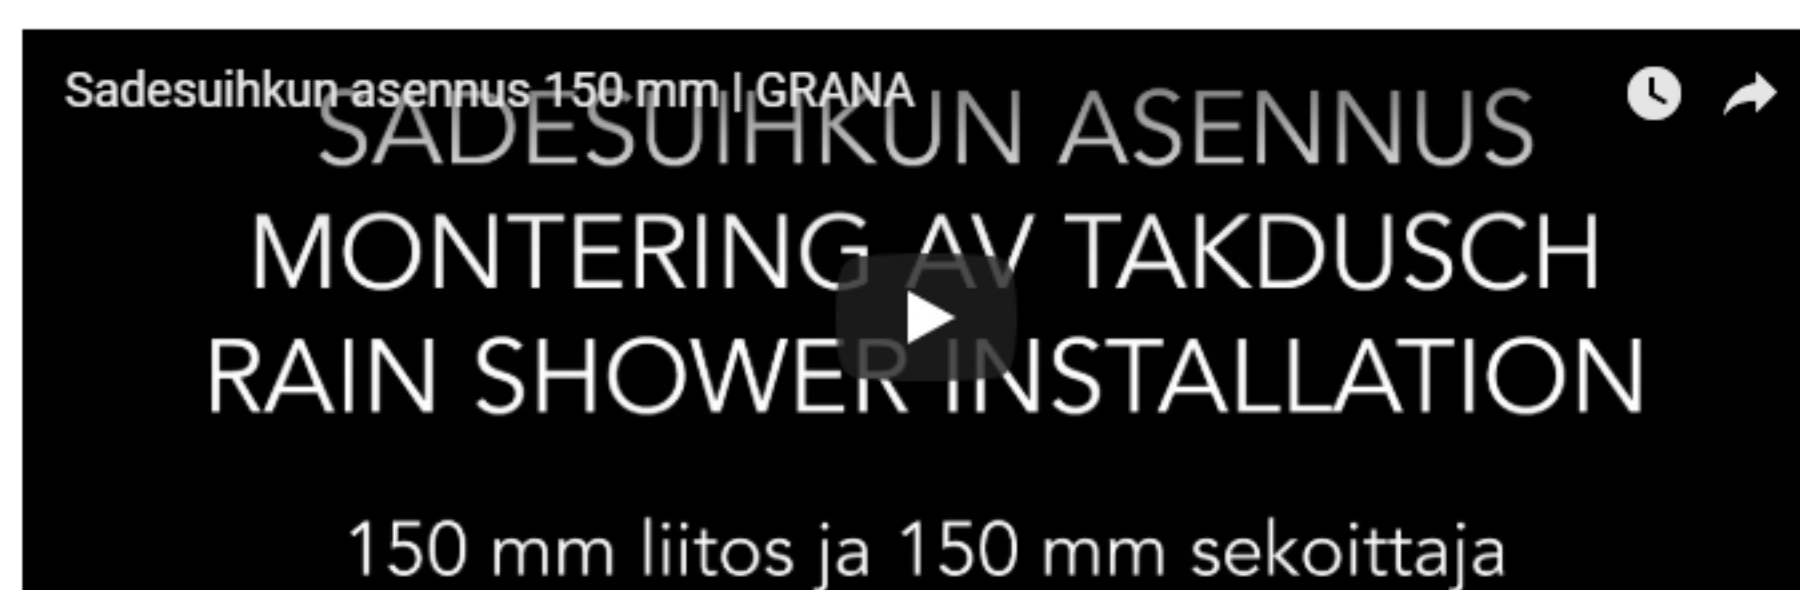 Sadesuihkun asennus 150 mm | GRANA
SADESUIHKUN ASENNUS
MONTERING AV TAKDUSCH
RAIN SHOWER INSTALLATION
150 mm liitos ja 150 mm sekoittaja